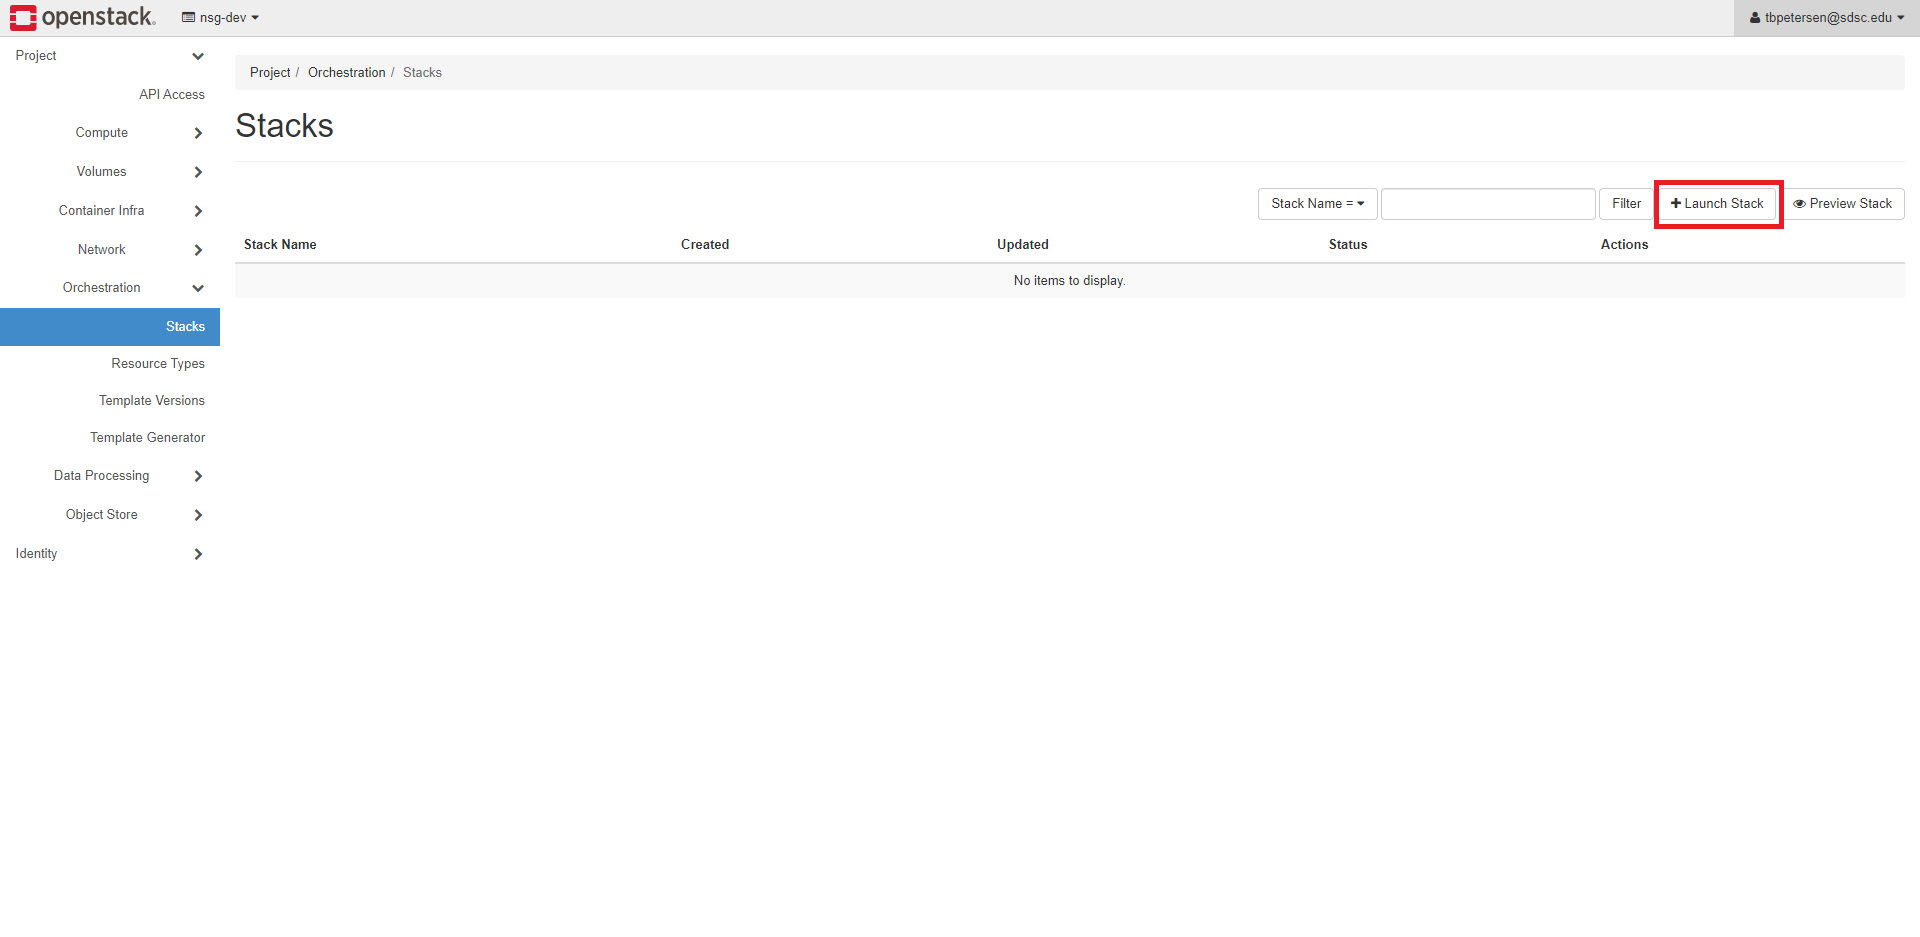 openstack. nsg-dev tbpetersen@sdsc.edu
Project
API Access
Compute
Volumes
Container Infra
Network
Orchestration
Stacks
Resource Types
Template Versions
Template Generator
Data Processing
Object Store
Identity
Project / Orchestration / Stacks
Stacks
Stack Name = Filter Launch Stack Preview Stack
Stack Name Created Updated Status Actions
No items to display.